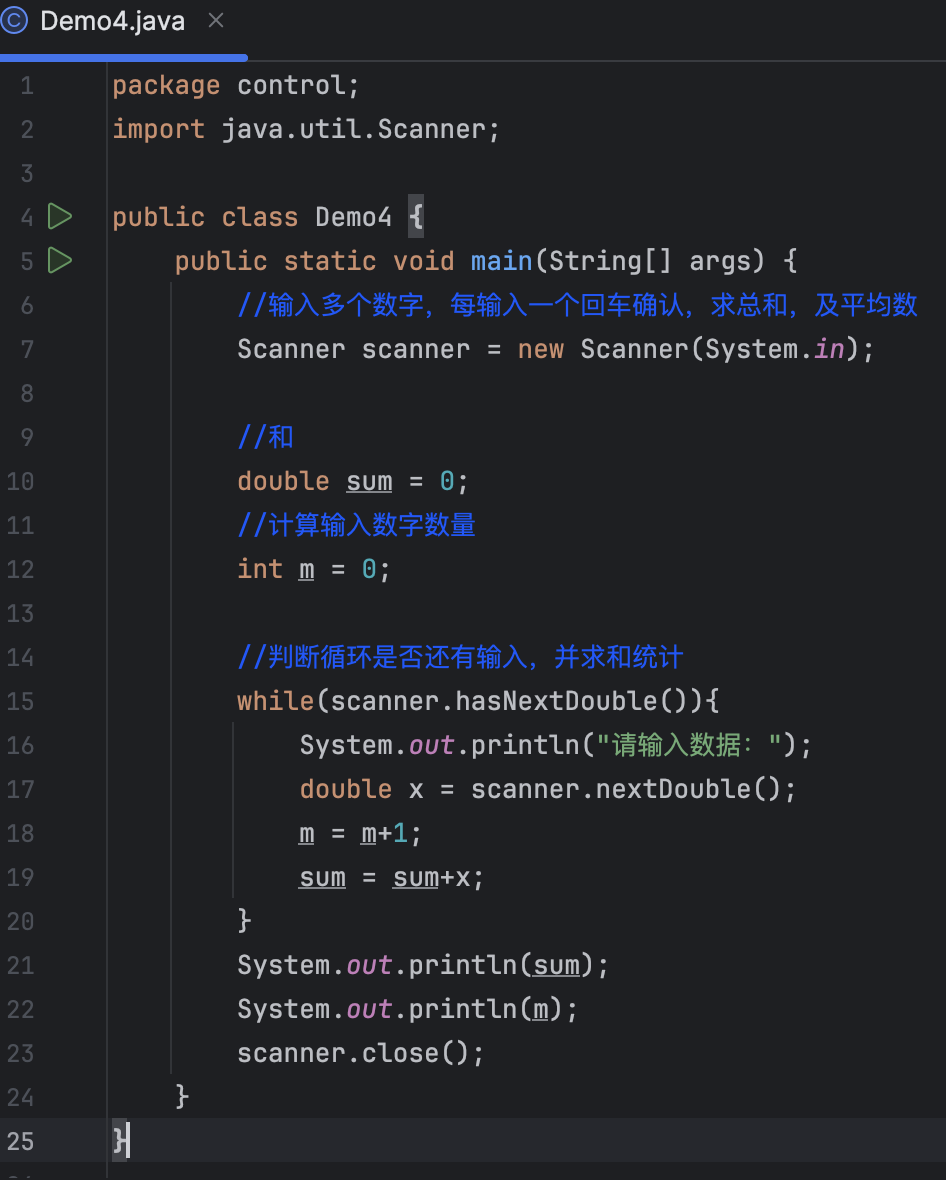 Demo4.java
1 package control;
2 import java.util.Scanner;
3
4 public class Demo4 {
5     public static void main(String[] args) {
6         //输入多个数字，每输入一个回车确认，求总和，及平均数
7         Scanner scanner = new Scanner(System.in);
8
9         //和
10         double sum = 0;
11         //计算输入数字数量
12         int m = 0;
13
14         //判断循环是否还有输入，并求和统计
15         while(scanner.hasNextDouble()){
16             System.out.println("请输入数据：");
17             double x = scanner.nextDouble();
18             m = m+1;
19             sum = sum+x;
20         }
21         System.out.println(sum);
22         System.out.println(m);
23         scanner.close();
24     }
25 }